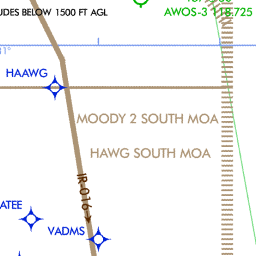 UDES BELOW 1500 FT AGL
AWOS-3 118.725
31°
HAAWG
MOODY 2 SOUTH MOA
HAWG SOUTH MOA
IR-016
ATEE
VADMS